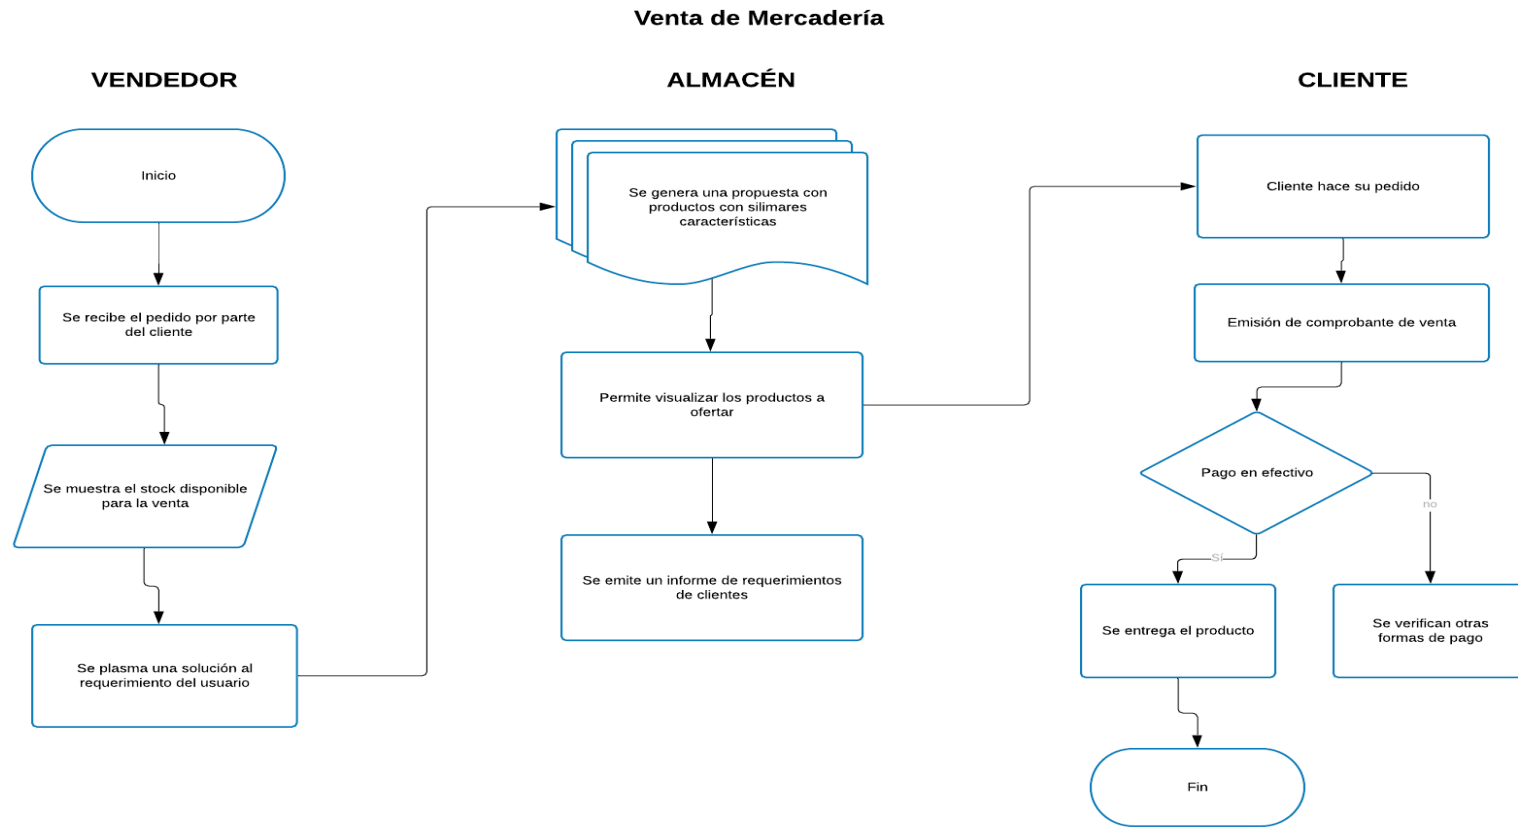 Venta de Mercadería
VENDEDOR
ALMACÉN
CLIENTE
Inicio
Se recibe el pedido por parte
del cliente
Se muestra el stock disponible
para la venta
Se plasma una solución al
requerimiento del usuario
Se genera una propuesta con
productos con silimares
características
Permite visualizar los productos a
ofertar
Se emite un informe de requerimientos
de clientes
Cliente hace su pedido
Emisión de comprobante de venta
Pago en efectivo
no
Sí
Se entrega el producto
Se verifican otras
formas de pago
Fin